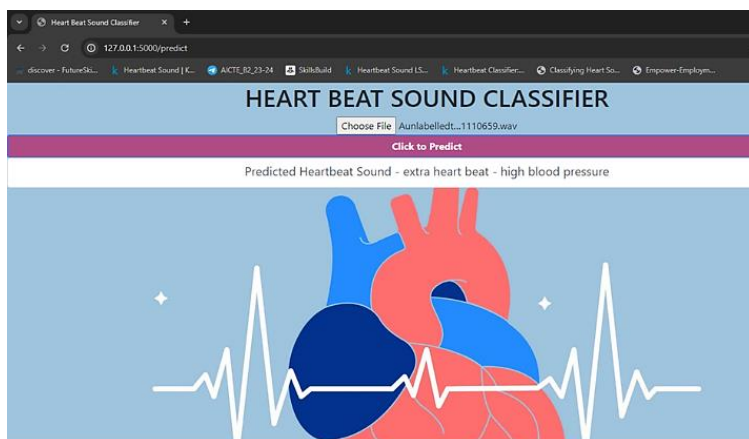 Heart Beat Sound Classifier
127.0.0.1:5000/predict
discover - FutureSki... Heartbeat Sound | K... AICTE_B2_23-24 SkillsBuild Heartbeat Sound LS... Heartbeat Classifier:... Classifying Heart So... Empower-Employm...
HEART BEAT SOUND CLASSIFIER
Choose File Aunlabelledt...1110659.wav
Click to Predict
Predicted Heartbeat Sound - extra heart beat - high blood pressure